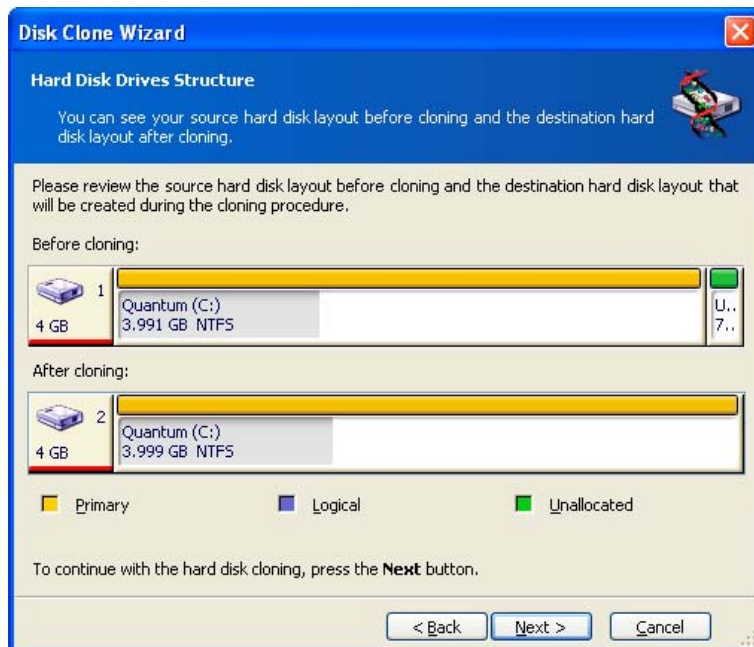 Disk Clone Wizard
Hard Disk Drives Structure
You can see your source hard disk layout before cloning and the destination hard
disk layout after cloning.
Please review the source hard disk layout before cloning and the destination hard disk layout that
will be created during the cloning procedure.
Before cloning:
1
4 GB
Quantum (C:)
3.991 GB NTFS
U..
7..
After cloning:
2
4 GB
Quantum (C:)
3.999 GB NTFS
Primary
Logical
Unallocated
To continue with the hard disk cloning, press the Next button.
< Back
Next >
Cancel